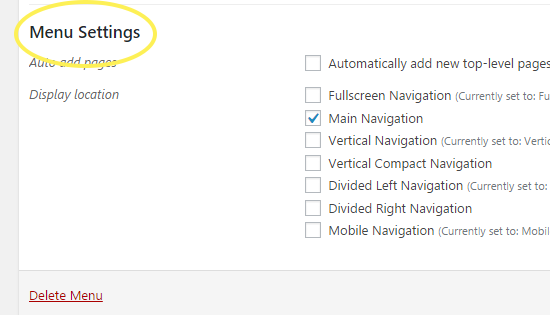 Menu Settings
Auto add pages
Automatically add new top-level pages
Display location
Fullscreen Navigation (Currently set to: Fu
Main Navigation
Vertical Navigation (Currently set to: Vertic
Vertical Compact Navigation
Divided Left Navigation (Currently set to:
Divided Right Navigation
Mobile Navigation (Currently set to: Mobil
Delete Menu